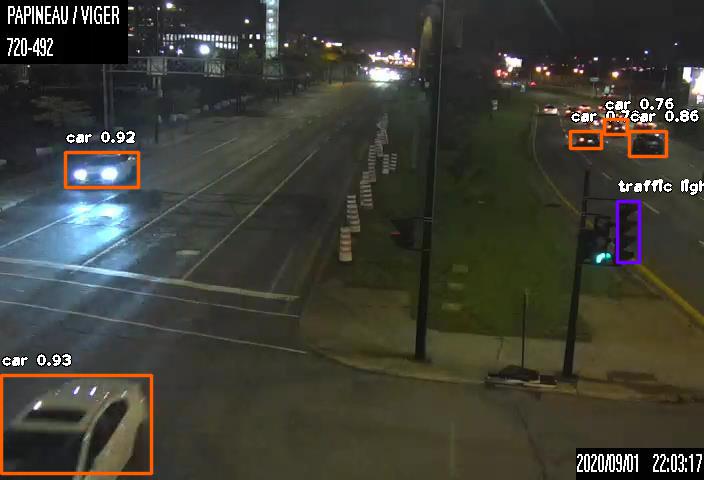 PAPINEAU / VIGER
720-492
car 0.76
car 0.86
car 0.92
traffic ligh
car 0.93
2020/09/01 22:03:17